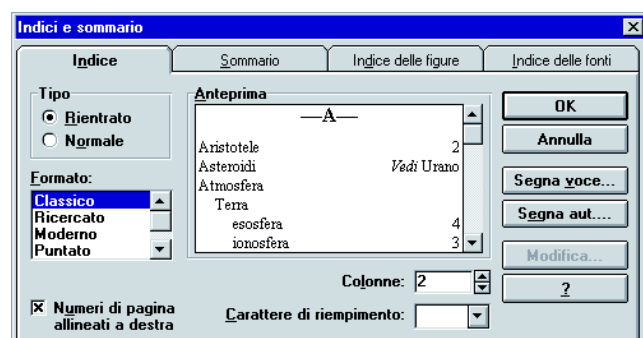 Indici e sommario
Indice
Sommario
Indice delle figure
Indice delle fonti
Tipo
Rientrato
Normale
Formato:
Classico
Ricercato
Moderno
Puntato
Numeri di pagina
allineati a destra
Anteprima
—A—
Aristotele 2
Asteroidi Vedi Urano
Atmosfera
Terra
esosfera 4
ionosfera 3
Colonne: 2
Carattere di riempimento:
OK
Annulla
Segna voce...
Segna aut....
Modifica...
?